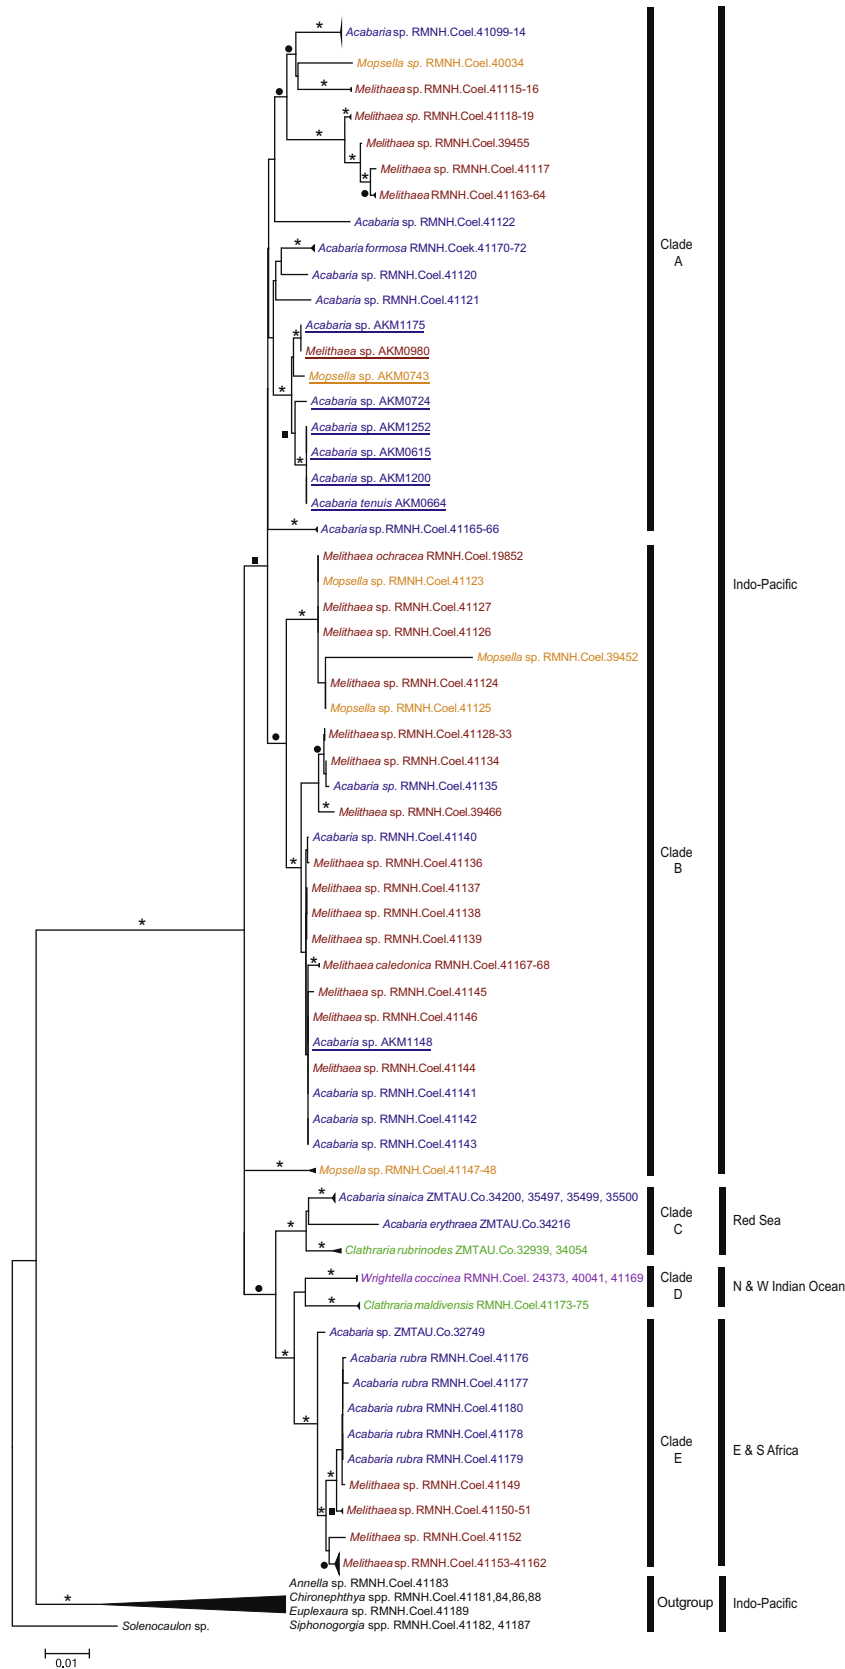 Acabaria sp. RMNH.Coel.41099-14
Mopsella sp. RMNH.Coel.40034
Melithaea sp. RMNH.Coel.41115-16
Melithaea sp. RMNH.Coel.41118-19
Melithaea sp. RMNH.Coel.39455
Melithaea sp. RMNH.Coel.41117
Melithaea RMNH.Coel.41163-64
Acabaria sp. RMNH.Coel.41122
Acabaria formosa RMNH.Coek.41170-72
Clade
A
Acabaria sp. RMNH.Coel.41120
Acabaria sp. RMNH.Coel.41121
Acabaria sp. AKM1175
Melithaea sp. AKM0980
Mopsella sp. AKM0743
Acabaria sp. AKM0724
Acabaria sp. AKM1252
Acabaria sp. AKM0615
Acabaria sp. AKM1200
Acabaria tenuis AKM0664
Acabaria sp.RMNH.Coel.41165-66
Melithaea ochracea RMNH.Coel.19852
Mopsella sp. RMNH.Coel.41123
Indo-Pacific
Melithaea sp. RMNH.Coel.41127
Melithaea sp. RMNH.Coel.41126
Mopsella sp. RMNH.Coel.39452
Melithaea sp. RMNH.Coel.41124
Mopsella sp. RMNH.Coel.41125
Melithaea sp. RMNH.Coel.41128-33
Melithaea sp. RMNH.Coel.41134
Acabaria sp. RMNH.Coel.41135
Melithaea sp. RMNH.Coel.39466
Acabaria sp. RMNH.Coel.41140
Clade
B
Melithaea sp. RMNH.Coel.41136
Melithaea sp. RMNH.Coel.41137
Melithaea sp. RMNH.Coel.41138
Melithaea sp. RMNH.Coel.41139
Melithaea caledonica RMNH.Coel.41167-68
Melithaea sp. RMNH.Coel.41145
Melithaea sp. RMNH.Coel.41146
Acabaria sp. AKM1148
Melithaea sp. RMNH.Coel.41144
Acabaria sp. RMNH.Coel.41141
Acabaria sp. RMNH.Coel.41142
Acabaria sp. RMNH.Coel.41143
Mopsella sp. RMNH.Coel.41147-48
Acabaria sinaica ZMTAU.Co.34200, 35497, 35499, 35500
Clade
C
Red Sea
Acabaria erythraea ZMTAU.Co.34216
Clathraria rubrinodes ZMTAU.Co.32939, 34054
Wrightella coccinea RMNH.Coel. 24373, 40041, 41169
Clade
D
N & W Indian Ocean
Clathraria maldivensis RMNH.Coel.41173-75
Acabaria sp. ZMTAU.Co.32749
Acabaria rubra RMNH.Coel.41176
Acabaria rubra RMNH.Coel.41177
Acabaria rubra RMNH.Coel.41180
Acabaria rubra RMNH.Coel.41178
Clade
E
E & S Africa
Acabaria rubra RMNH.Coel.41179
Melithaea sp. RMNH.Coel.41149
Melithaea sp. RMNH.Coel.41150-51
Melithaea sp. RMNH.Coel.41152
Melithaea sp. RMNH.Coel.41153-41162
Annella sp. RMNH.Coel.41183
Chironephthya spp. RMNH.Coel.41181,84,86,88
Outgroup
Indo-Pacific
Euplexaura sp. RMNH.Coel.41189
Solenocaulon sp.
Siphonogorgia spp. RMNH.Coel.41182, 41187
0.01